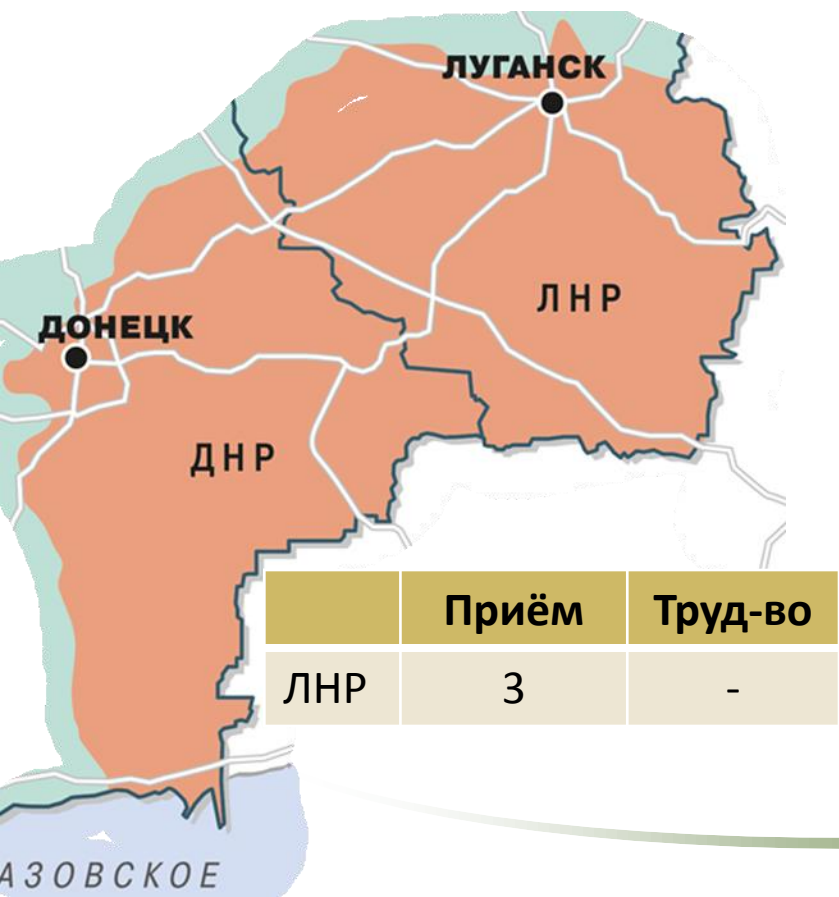 ЛУГАНСК
ЛНР
ДОНЕЦК
ДНР
Приём Труд-во
ЛНР 3 -
АЗОВСКОЕ